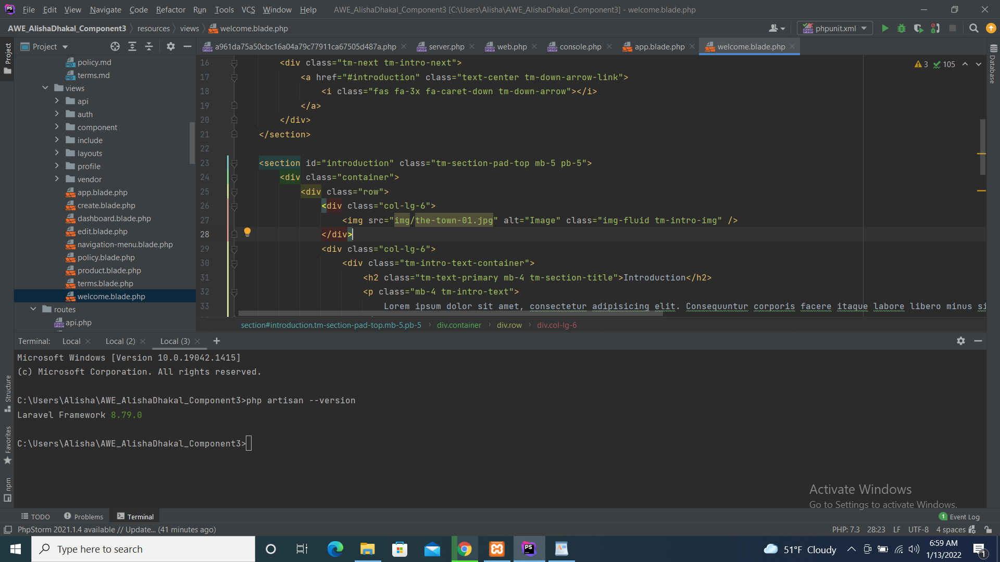 File Edit View Navigate Code Refactor Run Tools VCS Window Help AWE_AlishaDhakal_Component3 [C:\Users\Alisha\AWE_AlishaDhakal_Component3] - welcome.blade.php
AWE_AlishaDhakal_Component3 resources views welcome.blade.php phpunit.xml
Project
Project
a961da75a50cbc16a04a79c77911ca67505d487a.php server.php web.php console.php app.blade.php welcome.blade.php
Database
policy.md
terms.md
views
api
auth
component
include
layouts
profile
vendor
app.blade.php
create.blade.php
dashboard.blade.php
edit.blade.php
navigation-menu.blade.php
policy.blade.php
product.blade.php
terms.blade.php
welcome.blade.php
routes
api.php
3 105
16 <div class="tm-next tm-intro-next">
17 <a href="#introduction" class="text-center tm-down-arrow-link">
18 <i class="fas fa-3x fa-caret-down tm-down-arrow"></i>
19 </a>
20 </div>
21 </section>
22
23 <section id="introduction" class="tm-section-pad-top mb-5 pb-5">
24 <div class="container">
25 <div class="row">
26 <div class="col-lg-6">
27 <img src="img/the-town-01.jpg" alt="Image" class="img-fluid tm-intro-img" />
28 </div>
29 <div class="col-lg-6">
30 <div class="tm-intro-text-container">
31 <h2 class="tm-text-primary mb-4 tm-section-title">Introduction</h2>
32 <p class="mb-4 tm-intro-text">
33 Lorem ipsum dolor sit amet, consectetur adipisicing elit. Consequuntur corporis facere itaque labore libero minus si
section#introduction.tm-section-pad-top.mb-5.pb-5 div.container div.row div.col-lg-6
Terminal: Local Local (2) Local (3)
Microsoft Windows [Version 10.0.19042.1415]
(c) Microsoft Corporation. All rights reserved.
C:\Users\Alisha\AWE_AlishaDhakal_Component3>php artisan --version
Laravel Framework 8.79.0
C:\Users\Alisha\AWE_AlishaDhakal_Component3>
Structure
Favorites
npm
Activate Windows
Go to Settings to activate Windows.
TODO Problems Terminal 1 Event Log
PhpStorm 2021.1.4 available // Update... (41 minutes ago) PHP: 7.3 28:23 LF UTF-8 4 spaces
Type here to search
51°F Cloudy
6:59 AM
1/13/2022
1